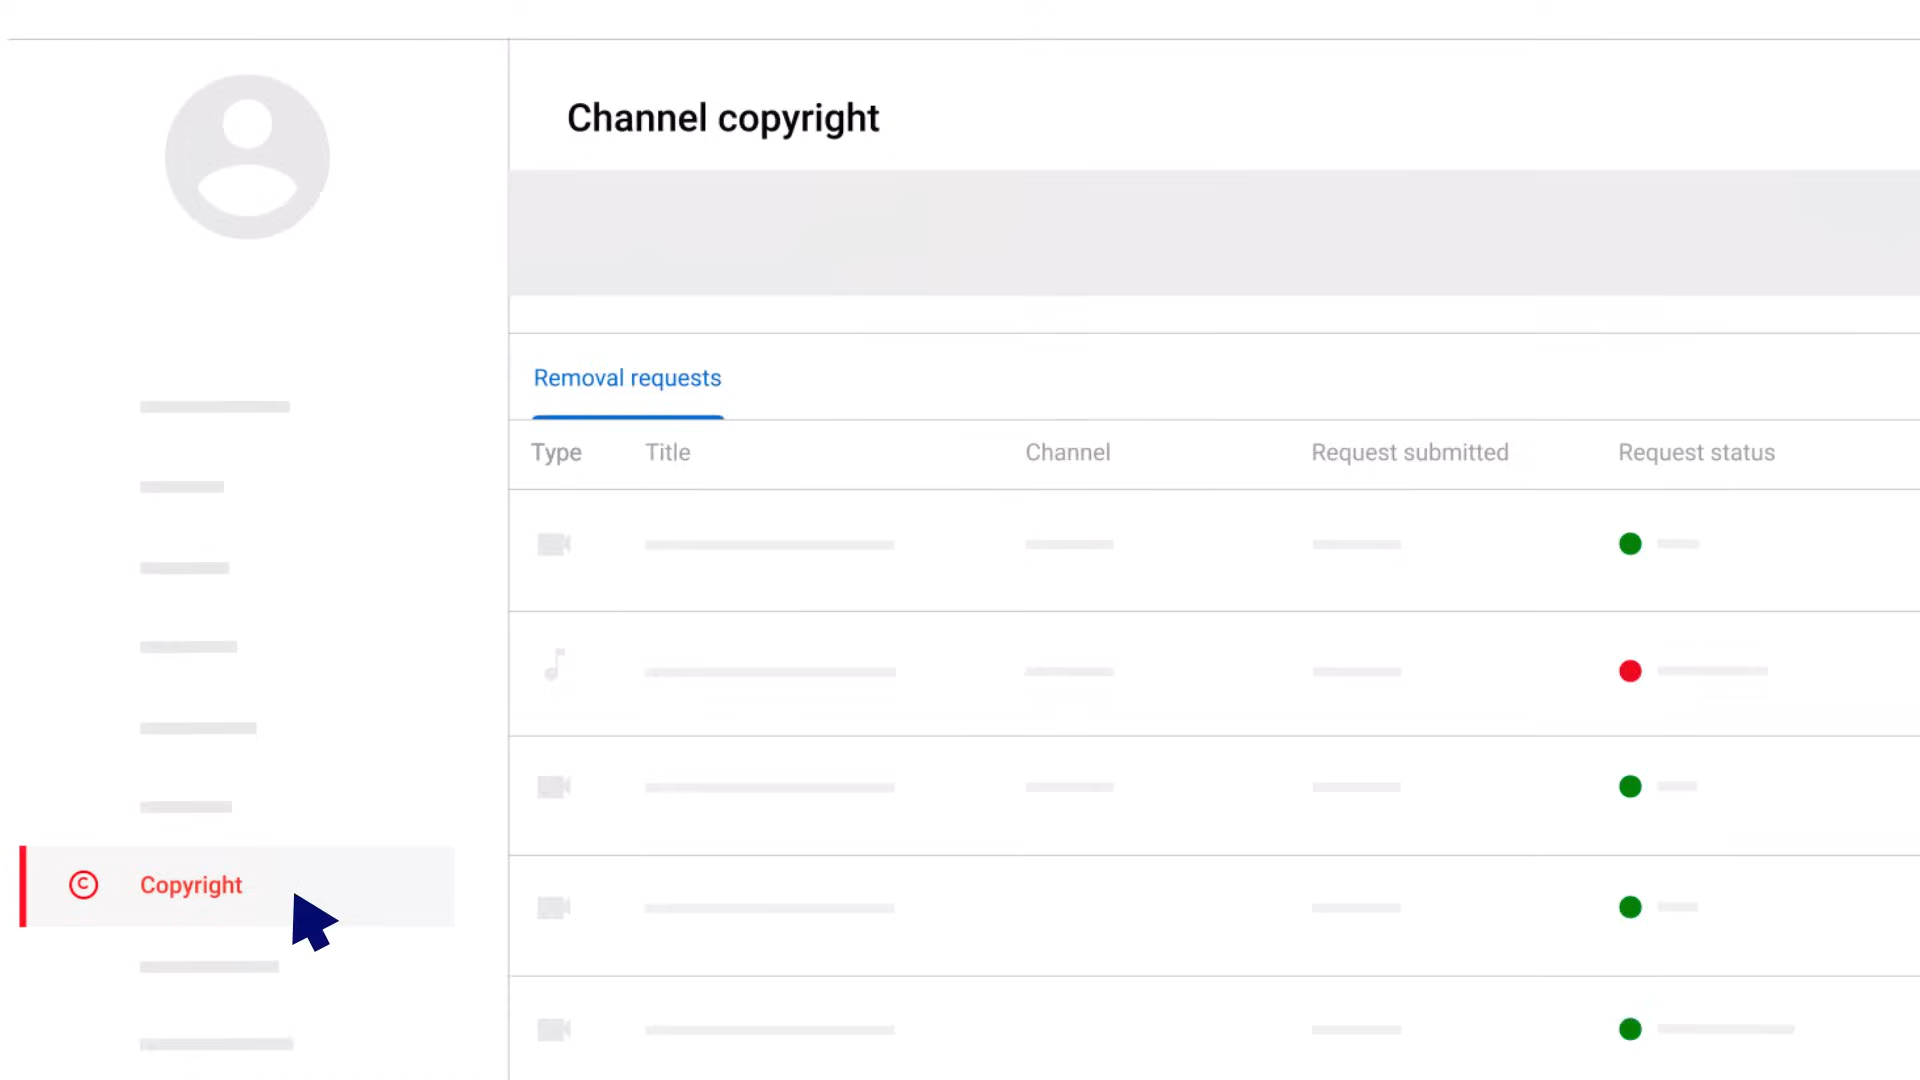 Channel copyright
Removal requests
Type Title Channel Request submitted Request status
© Copyright